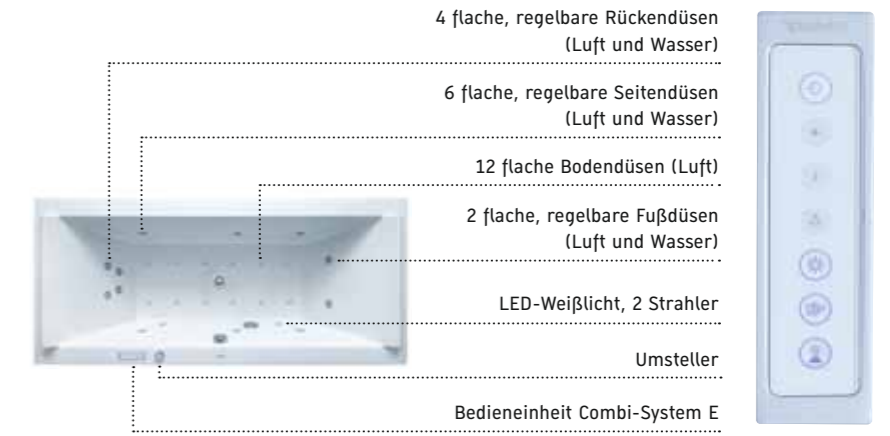 4 flache, regelbare Rückendüsen
(Luft und Wasser)
6 flache, regelbare Seitendüsen
(Luft und Wasser)
12 flache Bodendüsen (Luft)
2 flache, regelbare Fußdüsen
(Luft und Wasser)
LED-Weißlicht, 2 Strahler
Umsteller
Bedieneinheit Combi-System E